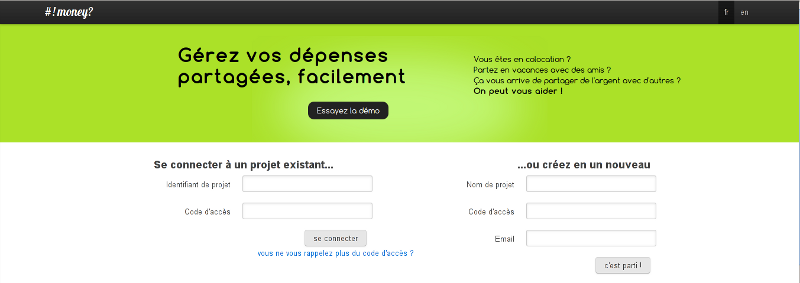 #!money?
fr en
Gérez vos dépenses
partagées, facilement
Essayez la démo
Vous êtes en colocation ?
Partez en vacances avec des amis ?
Ça vous arrive de partager de l'argent avec d'autres ?
On peut vous aider !
Se connecter à un projet existant...
Identifiant de projet
Code d'accès
se connecter
vous ne vous rappelez plus du code d'accès ?
...ou créez en un nouveau
Nom de projet
Code d'accès
Email
c'est parti !